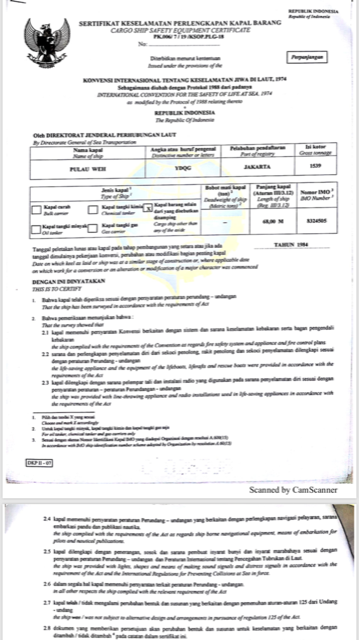 REPUBLIK INDONESIA
Republic of Indonesia
SERTIFIKAT KESELAMATAN PERLENGKAPAN KAPAL BARANG
CARGO SHIP SAFETY EQUIPMENT CERTIFICATE
PK.006/ 7 / 19 /KSOP.PLG-18
No:
Diterbitkan menurut ketentuan
Issued under the provisions of the
Perpanjangan
KONVENSI INTERNASIONAL TENTANG KESELAMATAN JIWA DI LAUT, 1974
Sebagaimana diubah dengan Protokol 1988 dari padanya
INTERNATIONAL CONVENTION FOR THE SAFETY OF LIFE AT SEA, 1974
as modified by the Protocol of 1988 relating thereto
REPUBLIK INDONESIA
The Republic Of Indonesia
Oleh DIREKTORAT JENDERAL PERHUBUNGAN LAUT
By Directorate General of Sea Transportation
Nama kapal
Name of ship
Angka atau huruf pengenal
Distinctive number or letters
Pelabuhan pendaftaran
Port of registry
Isi kotor
Gross tonnage
PULAU WEH
YDQG
JAKARTA
1539
Jenis kapal
Type of Ship
Bobot mati kapal
(ton)
Deadweight of ship
(Metric tons)
Panjang kapal
(Aturan III/3.12)
Length of ship
(Reg. III/3.12)
Nomor IMO
IMO Number
Kapal curah
Bulk carrier
Kapal tangki kimia
Chemical tanker
X
Kapal barang selain
dari yang disebutkan
disamping
Cargo ship other than
any of the aside
Kapal tangki minyak
Oil tanker
Kapal tangki gas
Gas carrier
-
68,00 M
8324505
Tanggal peletakan lunas atau kapal pada tahap pembangunan yang setara atau jika ada
tanggal dimulainya pekerjaan konversi, perubahan atau modifikasi bagian penting kapal
Date on which keel as laid or ship was at a similar stage of construction or, where applicable date
on which work for a conversion or an alteration or modification of a major character was commenced
TAHUN 1984
DENGAN INI DINYATAKAN
THIS IS TO CERTIFY
1. Bahwa kapal telah diperiksa sesuai dengan persyaratan peraturan perundang – undangan
That the ship has been surveyed in accordance with the requirements of Act
2. Bahwa pemeriksaan menunjukan bahwa :
That the survey showed that
2.1 kapal memenuhi persyaratan Konvensi berkaitan dengan sistem dan sarana keselamatan kebakaran serta bagan pengendali
kebakaran
the ship complied with the requirements of the Convention as regards fire safety system and appliance and fire control plans
2.2 sarana dan perlengkapan penyelamatan diri dari sekoci penolong, rakit penolong dan sekoci penyelamatan dilengkapi sesuai
dengan peraturan Perundang – undangan
the life-saving appliance and the equipment of the lifeboats, liferafts and rescue boats were provided in accordance with the
requirements of the Act
2.3 kapal dilengkapi dengan sarana pelempar tali dan instalasi radio yang digunakan pada sarana penyelamatan diri sesuai dengan
persyaratan peraturan – peraturan Perundangan – undangan
the ship was provided with line-throwing appliance and radio installations used in life-saving appliances in accordance with the
requirements of the Act
1. Pilih dan tandai X yang sesuai
Choose and mark X accordingly
2. Untuk kapal tangki minyak, kapal tangki kimia dan kapal tangki gas saja
For oil tanker, chemical tanker and gas carriers only
3. Sesuai dengan skema Nomor Identifikasi Kapal IMO yang diadopsi Organisasi dengan resolusi A.600(15)
In accordance with IMO ship identification number scheme adopted by Organization by resolution A.600(15)
DKP II - 07
Scanned by CamScanner
2.4 kapal memenuhi persyaratan peraturan Perundang – undangan yang berkaitan dengan perlengkapan navigasi pelayaran, sarana
embarkasi pandu dan publikasi nautika.
the ship complied with the requirements of the Act as regards ship borne navigational equipment, means of embarkation for
pilots and nautical publications.
2.5 kapal dilengkapi dengan penerangan, sosok dan sarana pembuat isyarat bunyi dan isyarat marabahaya sesuai dengan
persyaratan peraturan Perundang – undangan dan Peraturan Internasional tentang Pencegahan Tubrukan di Laut.
the ship was provided with lights, shapes and means of making sound signals and distress signals in accordance with the
requirement of the Act and the International Regulations for Preventing Collisions at Sea in force.
2.6 dalam segala hal kapal memenuhi persyaratan terkait peraturan Perundang – undangan.
in all other respects the ship complied with the relevant requirement of the Act
2.7 kapal telah / tidak mengalami perubahan bentuk dan susunan yang berkaitan dengan pemenuhan aturan-aturan 125 dari Undang
– undang
the ship was / was not subject to alternative design and arrangements in pursuance of regulation 125 of the Act.
2.8 dokumen yang memberikan persetujuan akan perubahan bentuk dan susunan untuk keselamatan yang berkaitan dengan
ditambah / tidak ditambah pada catatan dalam sertifikat ini.